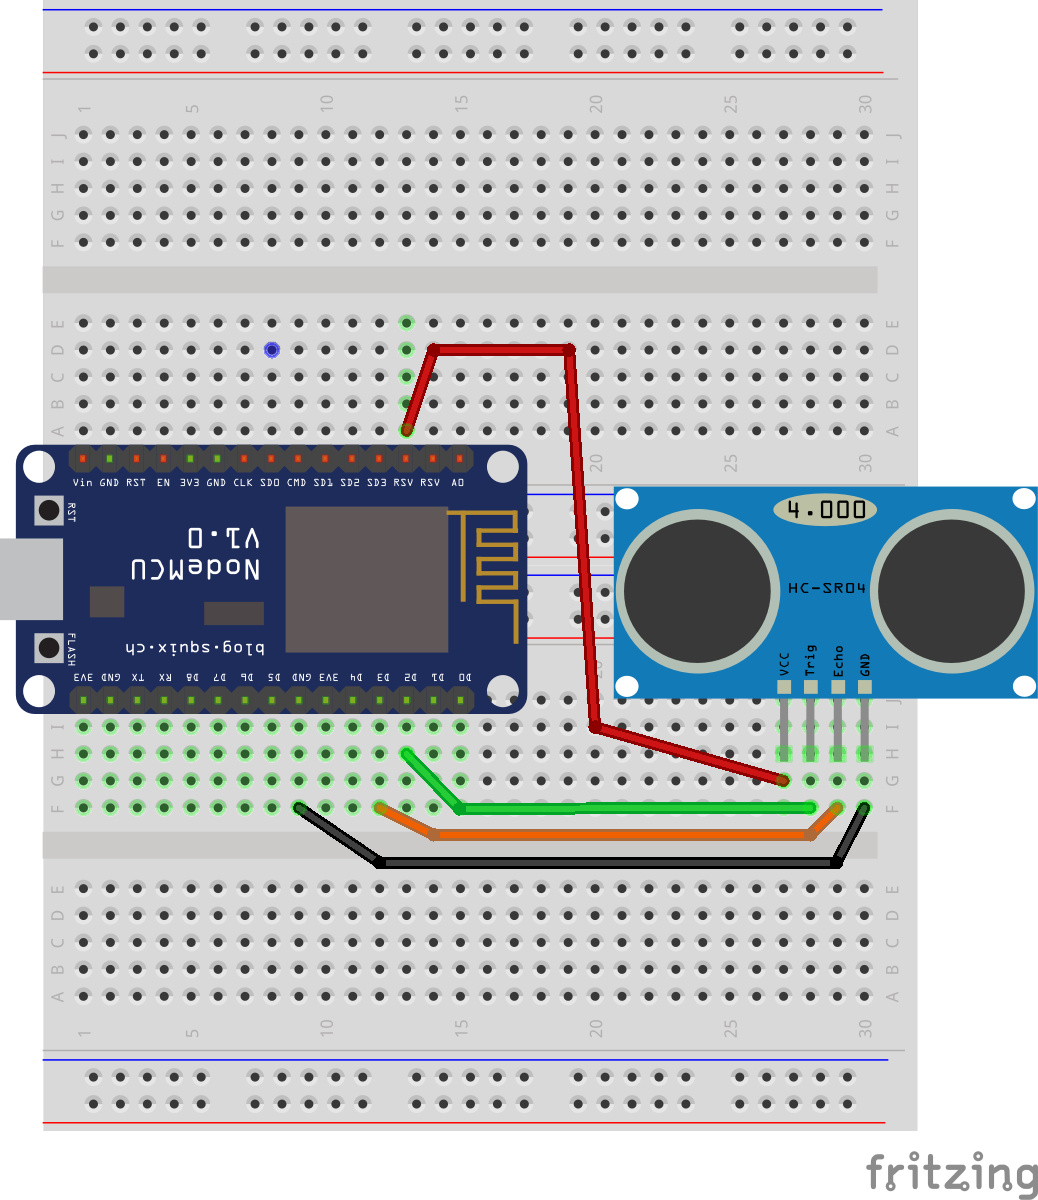 1 5 10 15 20 25 30
J J
I I
H H
G G
F F
E E
D D
C C
B B
A A
20 25 30
Vin GND RST EN 3V3 GND CLK SD0 CMD SD1 SD2 SD3 RSV RSV A0
RST
V1.0
NodeMCU
blog.squix.ch
FLASH
3V3 GND TX RX D8 D7 D6 D5 GND 3V3 D4 D3 D2 D1 D0
4.000
HC-SR04
VCC Trig Echo GND
J
I I
H H
G G
F F
E E
D D
C C
B B
A A
1 5 10 15 20 25 30
fritzing